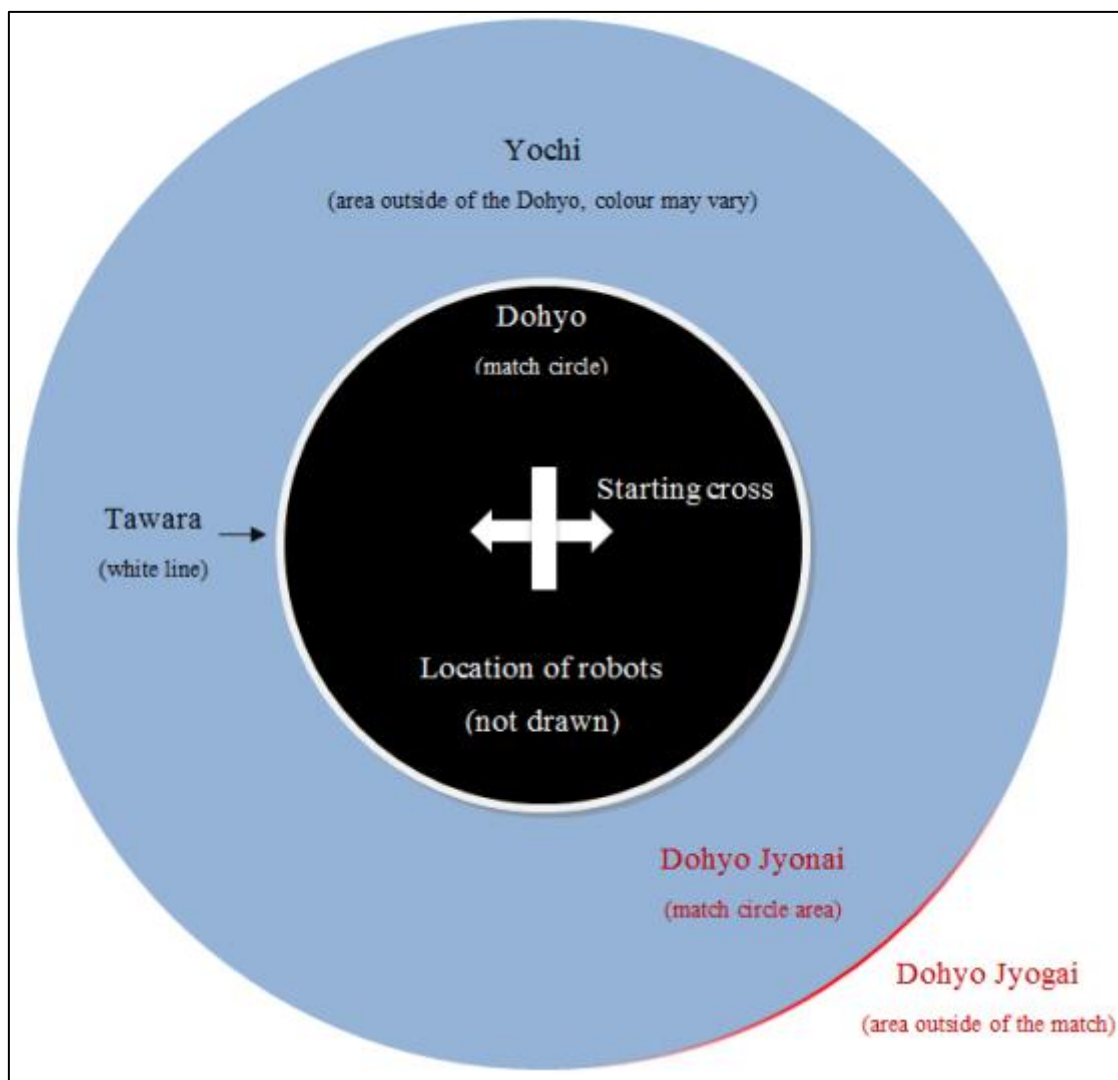 Yochi
(area outside of the Dohyo, colour may vary)
Dohyo
(match circle)
Starting cross
Tawara
(white line)
Location of robots
(not drawn)
Dohyo Jyonai
(match circle area)
Dohyo Jyogai
(area outside of the match)